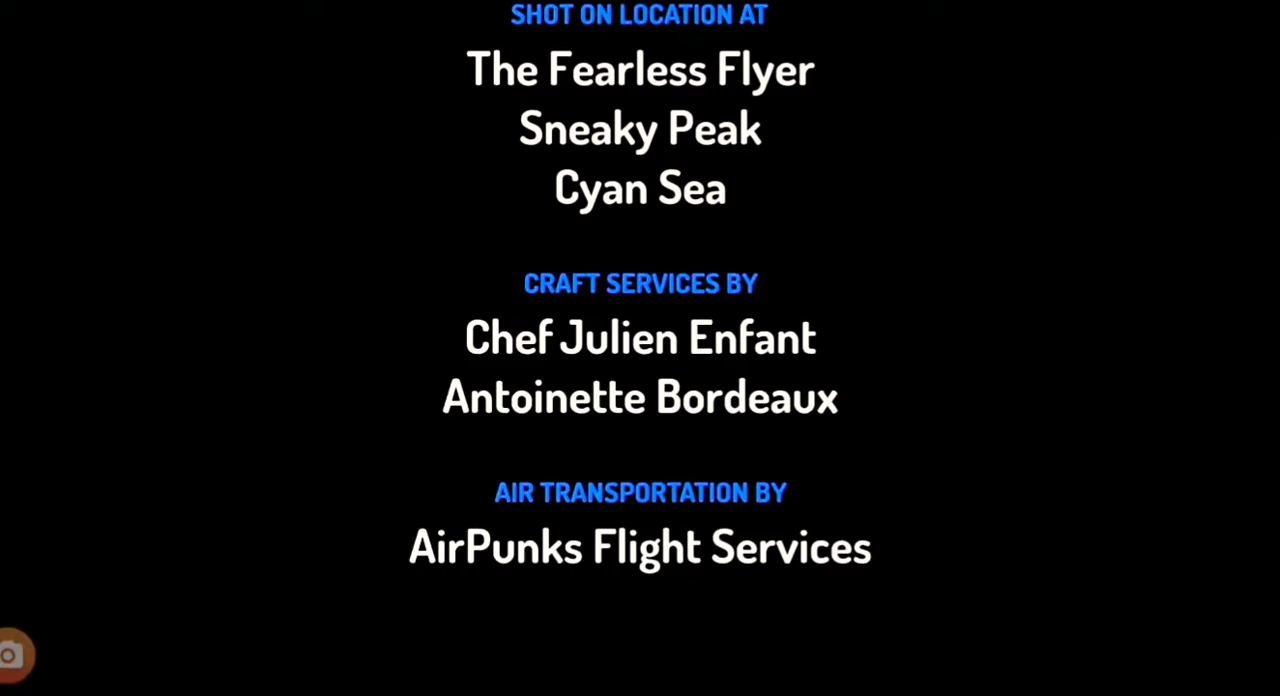 SHOT ON LOCATION AT
The Fearless Flyer
Sneaky Peak
Cyan Sea
CRAFT SERVICES BY
Chef Julien Enfant
Antoinette Bordeaux
AIR TRANSPORTATION BY
AirPunks Flight Services